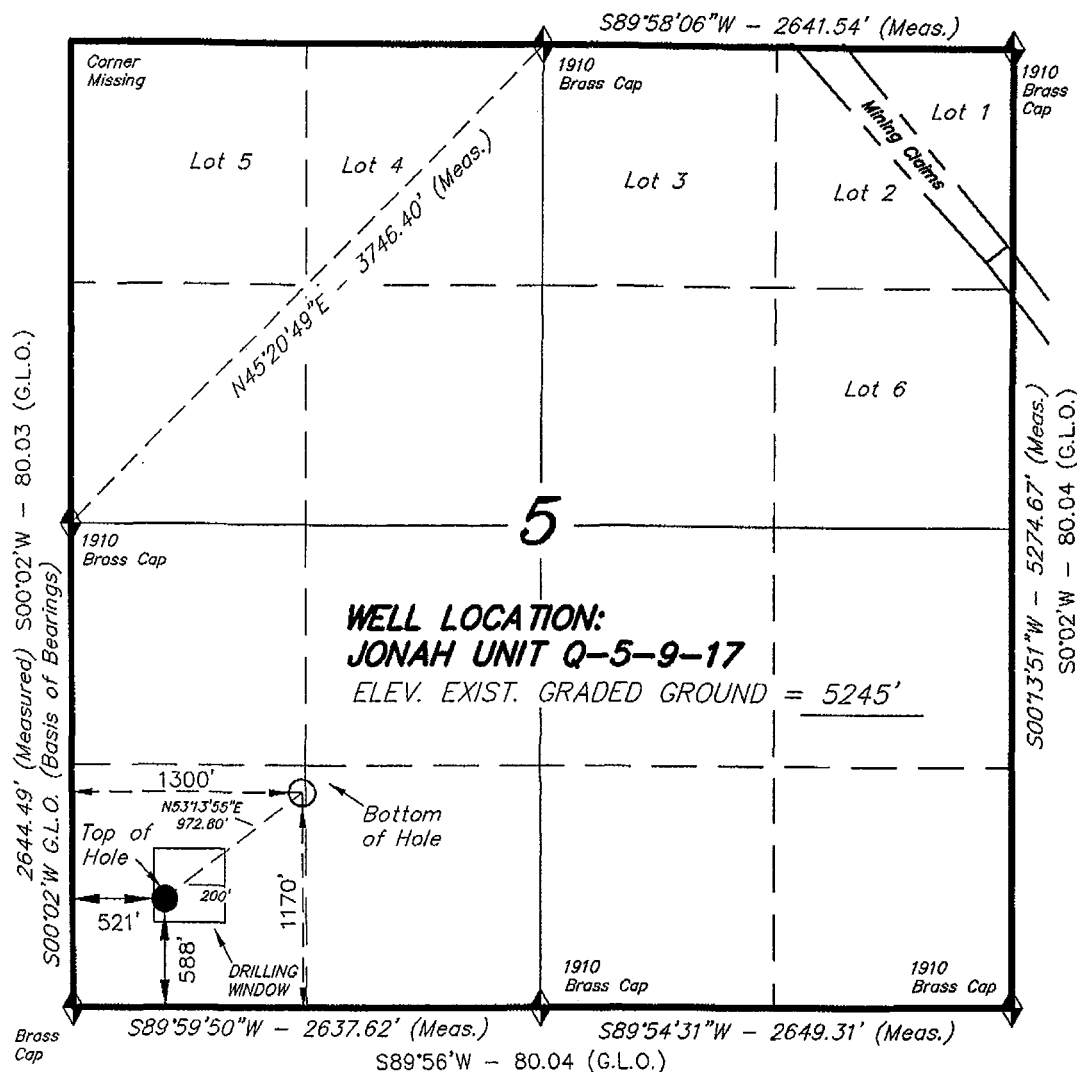 S89°58'06"W - 2641.54' (Meas.)
Corner
Missing
1910
Brass Cap
1910
Brass
Cap
Lot 1
Mining Claims
Lot 5
Lot 4
Lot 3
Lot 2
N45°20'49"E - 3746.40' (Meas.)
Lot 6
80.03 (G.L.O.)
S00°02'W -
2644.49' (Measured)
S00°02'W G.L.O. (Basis of Bearings)
S00°13'51"W - 5274.67' (Meas.)
S0°02'W - 80.04 (G.L.O.)
1910
Brass Cap
5
WELL LOCATION:
JONAH UNIT Q-5-9-17
ELEV. EXIST. GRADED GROUND = 5245'
1300'
N53°13'55"E
972.60'
Bottom
of Hole
Top of
Hole
200'
521'
588'
1170'
DRILLING
WINDOW
1910
Brass Cap
1910
Brass Cap
Brass
Cap
S89°59'50"W - 2637.62' (Meas.)
S89°54'31"W - 2649.31' (Meas.)
S89°56'W - 80.04 (G.L.O.)